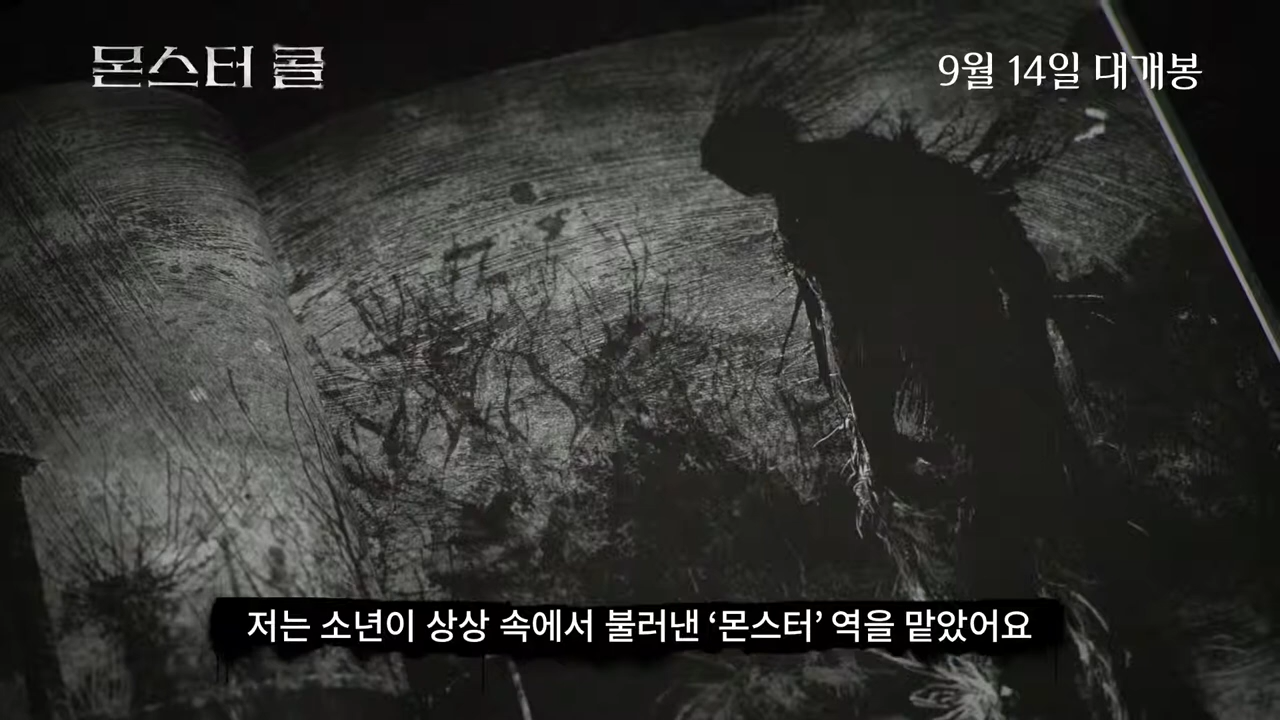 몬스터 콜
9월 14일 대개봉
저는 소년이 상상 속에서 불러낸 ‘몬스터’ 역을 맡았어요